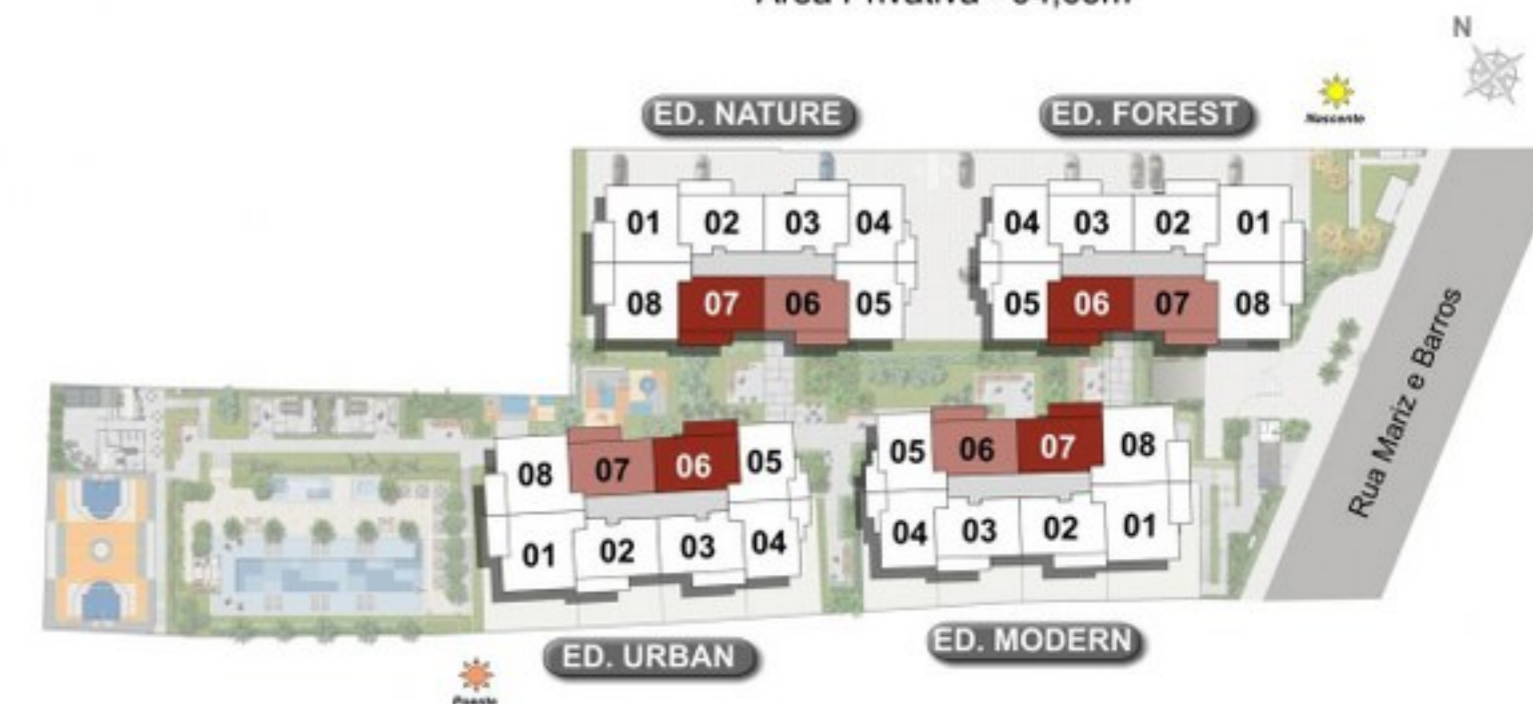 N
ED. NATURE
ED. FOREST
Nascente
01 02 03 04
04 03 02 01
08 07 06 05
05 06 07 08
Rua Mariz e Barros
08 07 06 05
05 06 07 08
01 02 03 04
04 03 02 01
ED. URBAN
ED. MODERN
Poente